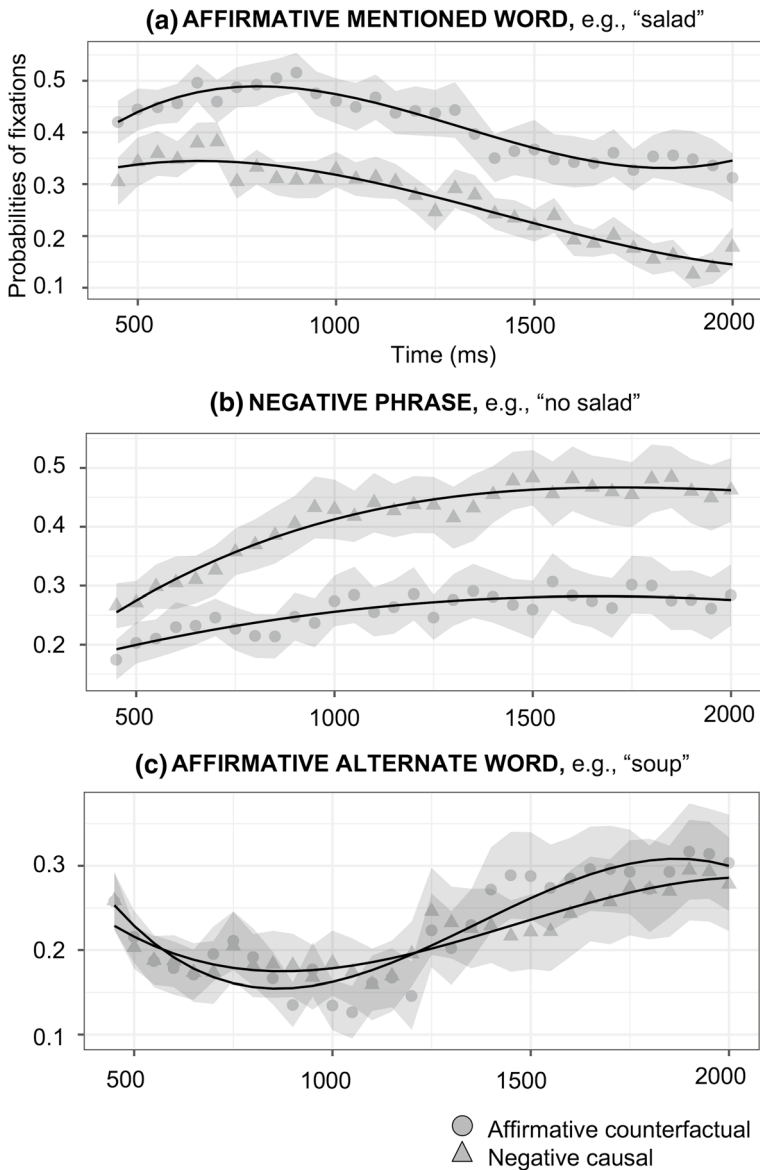 (a) AFFIRMATIVE MENTIONED WORD, e.g., “salad”
Probabilities of fixations
0.5
0.4
0.3
0.2
0.1
500 1000 1500 2000
Time (ms)
(b) NEGATIVE PHRASE, e.g., “no salad”
0.5
0.4
0.3
0.2
500 1000 1500 2000
(c) AFFIRMATIVE ALTERNATE WORD, e.g., “soup”
0.3
0.2
0.1
500 1000 1500 2000
Affirmative counterfactual
Negative causal